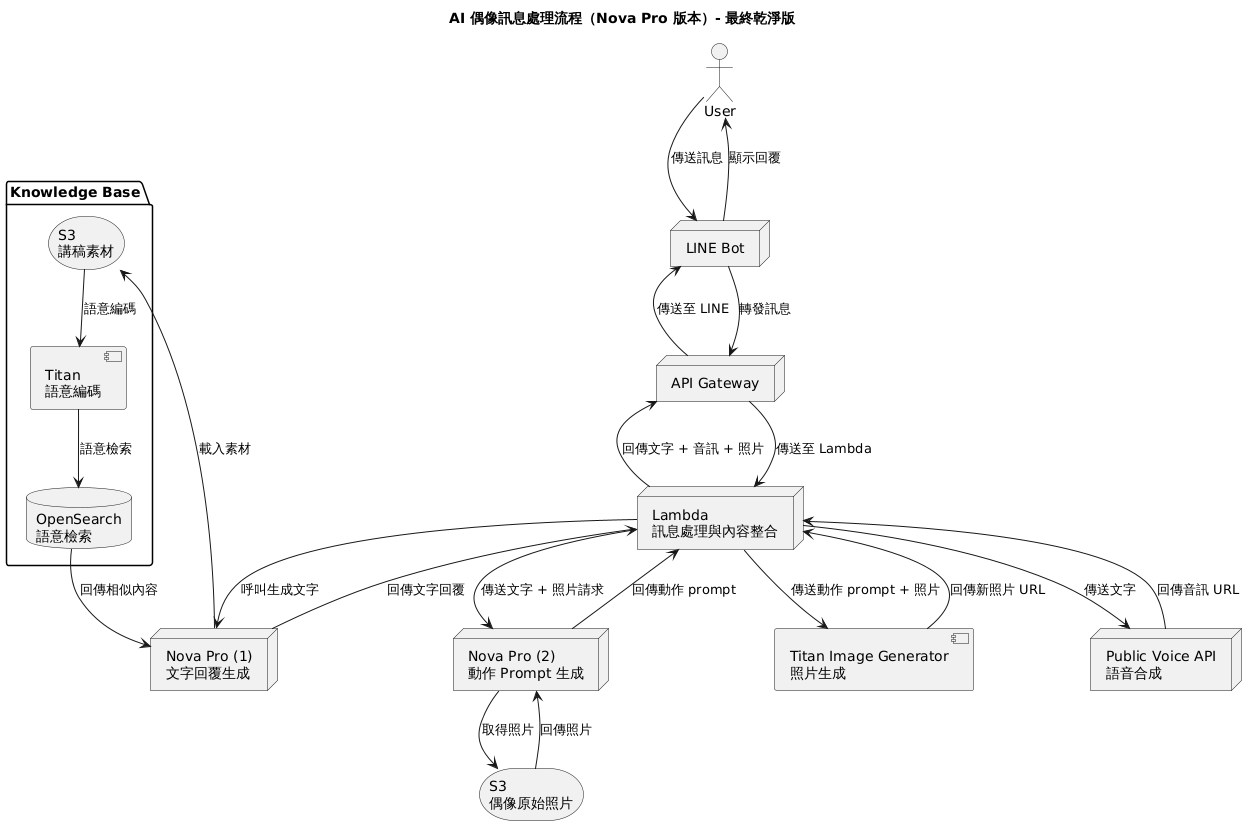 AI 偶像訊息處理流程（Nova Pro 版本）- 最終乾淨版
User
傳送訊息
顯示回覆
Knowledge Base
S3
講稿素材
LINE Bot
語意編碼
傳送至 LINE
轉發訊息
Titan
語意編碼
API Gateway
語意檢索
載入素材
回傳文字 + 音訊 + 照片
傳送至 Lambda
OpenSearch
語意檢索
Lambda
訊息處理與內容整合
回傳相似內容
呼叫生成文字
回傳文字回覆
傳送文字 + 照片請求
回傳動作 prompt
傳送動作 prompt + 照片
回傳新照片 URL
傳送文字
回傳音訊 URL
Nova Pro (1)
文字回覆生成
Nova Pro (2)
動作 Prompt 生成
Titan Image Generator
照片生成
Public Voice API
語音合成
取得照片
回傳照片
S3
偶像原始照片